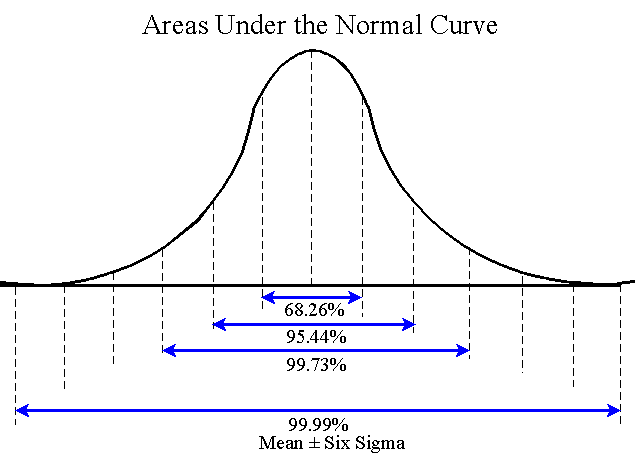 Areas Under the Normal Curve
68.26%
95.44%
99.73%
99.99%
Mean ± Six Sigma